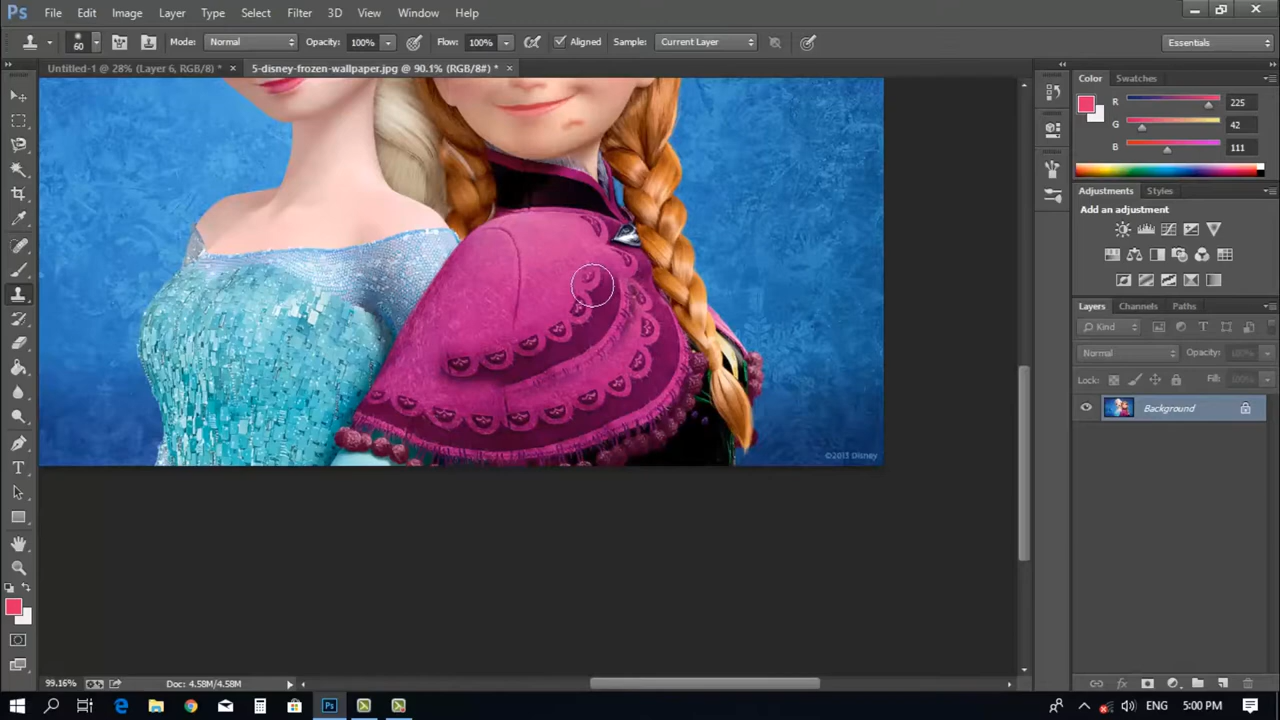 Ps File Edit Image Layer Type Select Filter 3D View Window Help
60 Mode: Normal Opacity: 100% Flow: 100% Aligned Sample: Current Layer Essentials
Untitled-1 @ 28% (Layer 6, RGB/8) * × 5-disney-frozen-wallpaper.jpg @ 90.1% (RGB/8#) * ×
Color Swatches
R 225
G 42
B 111
Adjustments Styles
Add an adjustment
Layers Channels Paths
Kind
Normal Opacity: 100%
Lock: Fill: 100%
Background
©2013 Disney
99.16% Doc: 4.58M/4.58M
ENG 5:00 PM